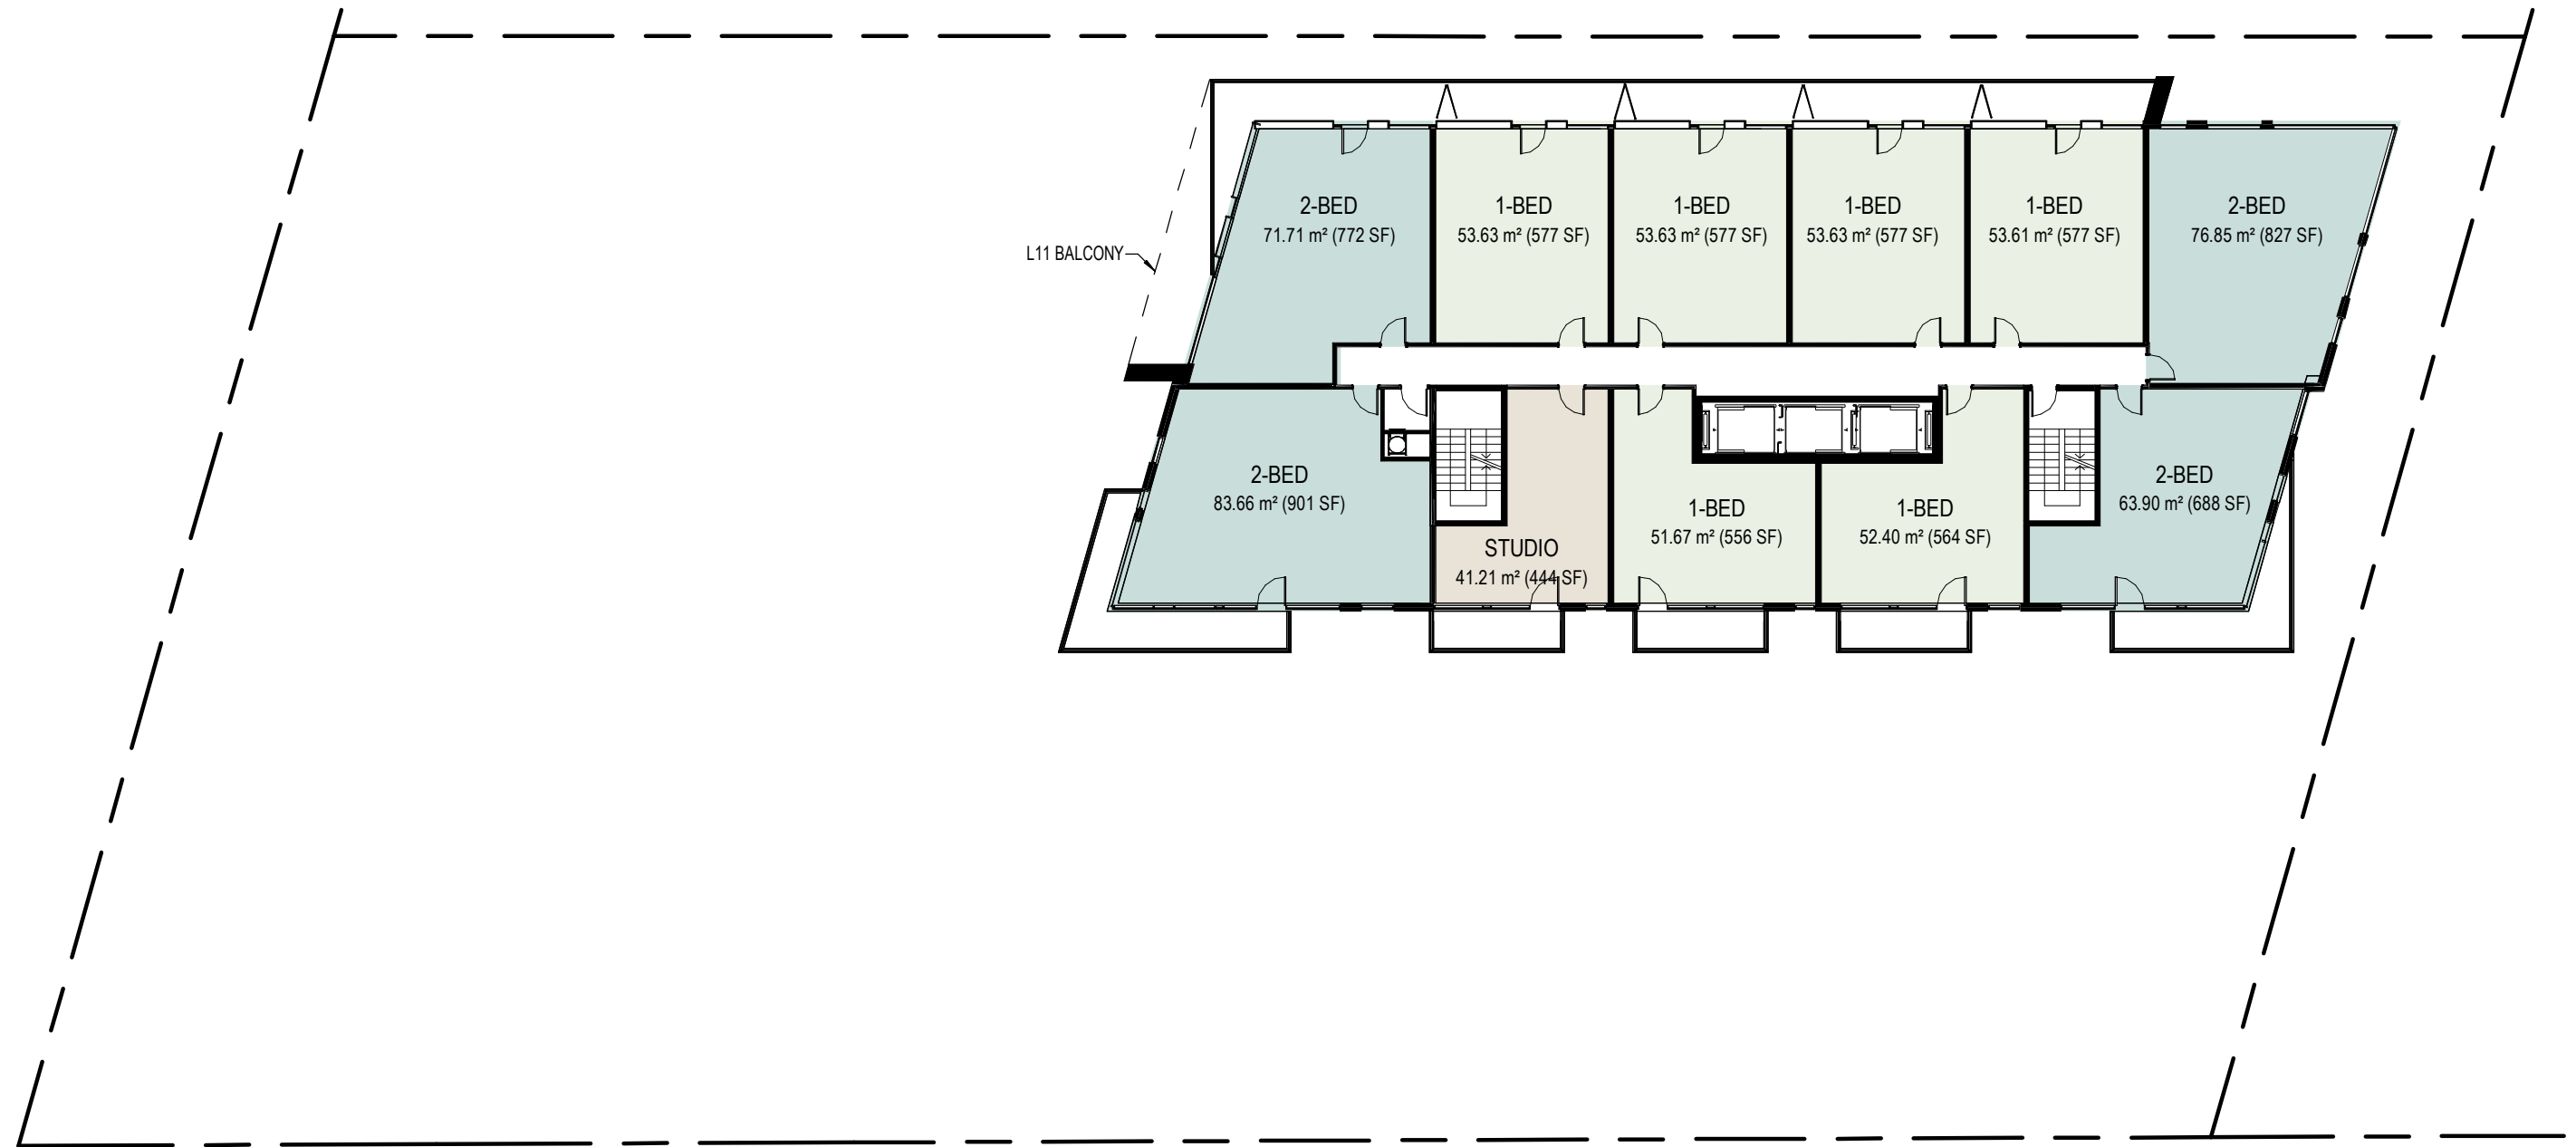 2-BED
71.71 m² (772 SF)
1-BED
53.63 m² (577 SF)
1-BED
53.63 m² (577 SF)
1-BED
53.63 m² (577 SF)
1-BED
53.61 m² (577 SF)
2-BED
76.85 m² (827 SF)
L11 BALCONY
2-BED
83.66 m² (901 SF)
STUDIO
41.21 m² (444 SF)
1-BED
51.67 m² (556 SF)
1-BED
52.40 m² (564 SF)
2-BED
63.90 m² (688 SF)